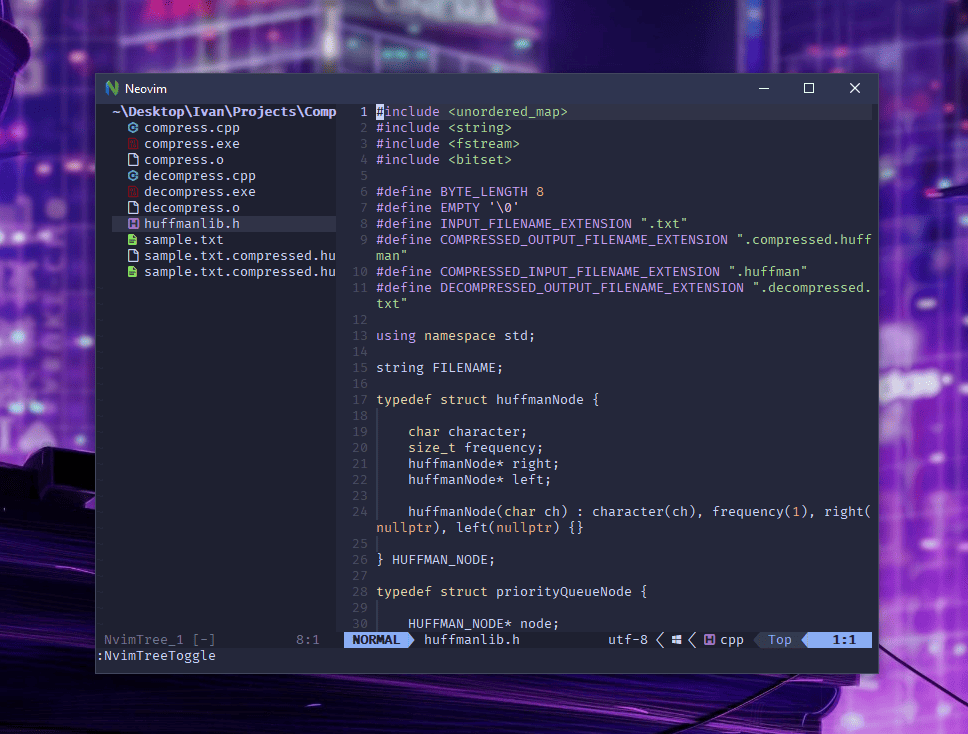 CINEMA
Neovim
~\Desktop\Ivan\Projects\Comp
compress.cpp
compress.exe
compress.o
decompress.cpp
decompress.exe
decompress.o
huffmanlib.h
sample.txt
sample.txt.compressed.hu
sample.txt.compressed.hu
1 #include <unordered_map>
2 #include <string>
3 #include <fstream>
4 #include <bitset>
5
6 #define BYTE_LENGTH 8
7 #define EMPTY '\0'
8 #define INPUT_FILENAME_EXTENSION ".txt"
9 #define COMPRESSED_OUTPUT_FILENAME_EXTENSION ".compressed.huff
man"
10 #define COMPRESSED_INPUT_FILENAME_EXTENSION ".huffman"
11 #define DECOMPRESSED_OUTPUT_FILENAME_EXTENSION ".decompressed.
txt"
12
13 using namespace std;
14
15 string FILENAME;
16
17 typedef struct huffmanNode {
18
19 char character;
20 size_t frequency;
21 huffmanNode* right;
22 huffmanNode* left;
23
24 huffmanNode(char ch) : character(ch), frequency(1), right(
nullptr), left(nullptr) {}
25
26 } HUFFMAN_NODE;
27
28 typedef struct priorityQueueNode {
29
30 HUFFMAN_NODE* node;
NvimTree_1 [-] 8:1
NORMAL huffmanlib.h utf-8 cpp Top 1:1
:NvimTreeToggle